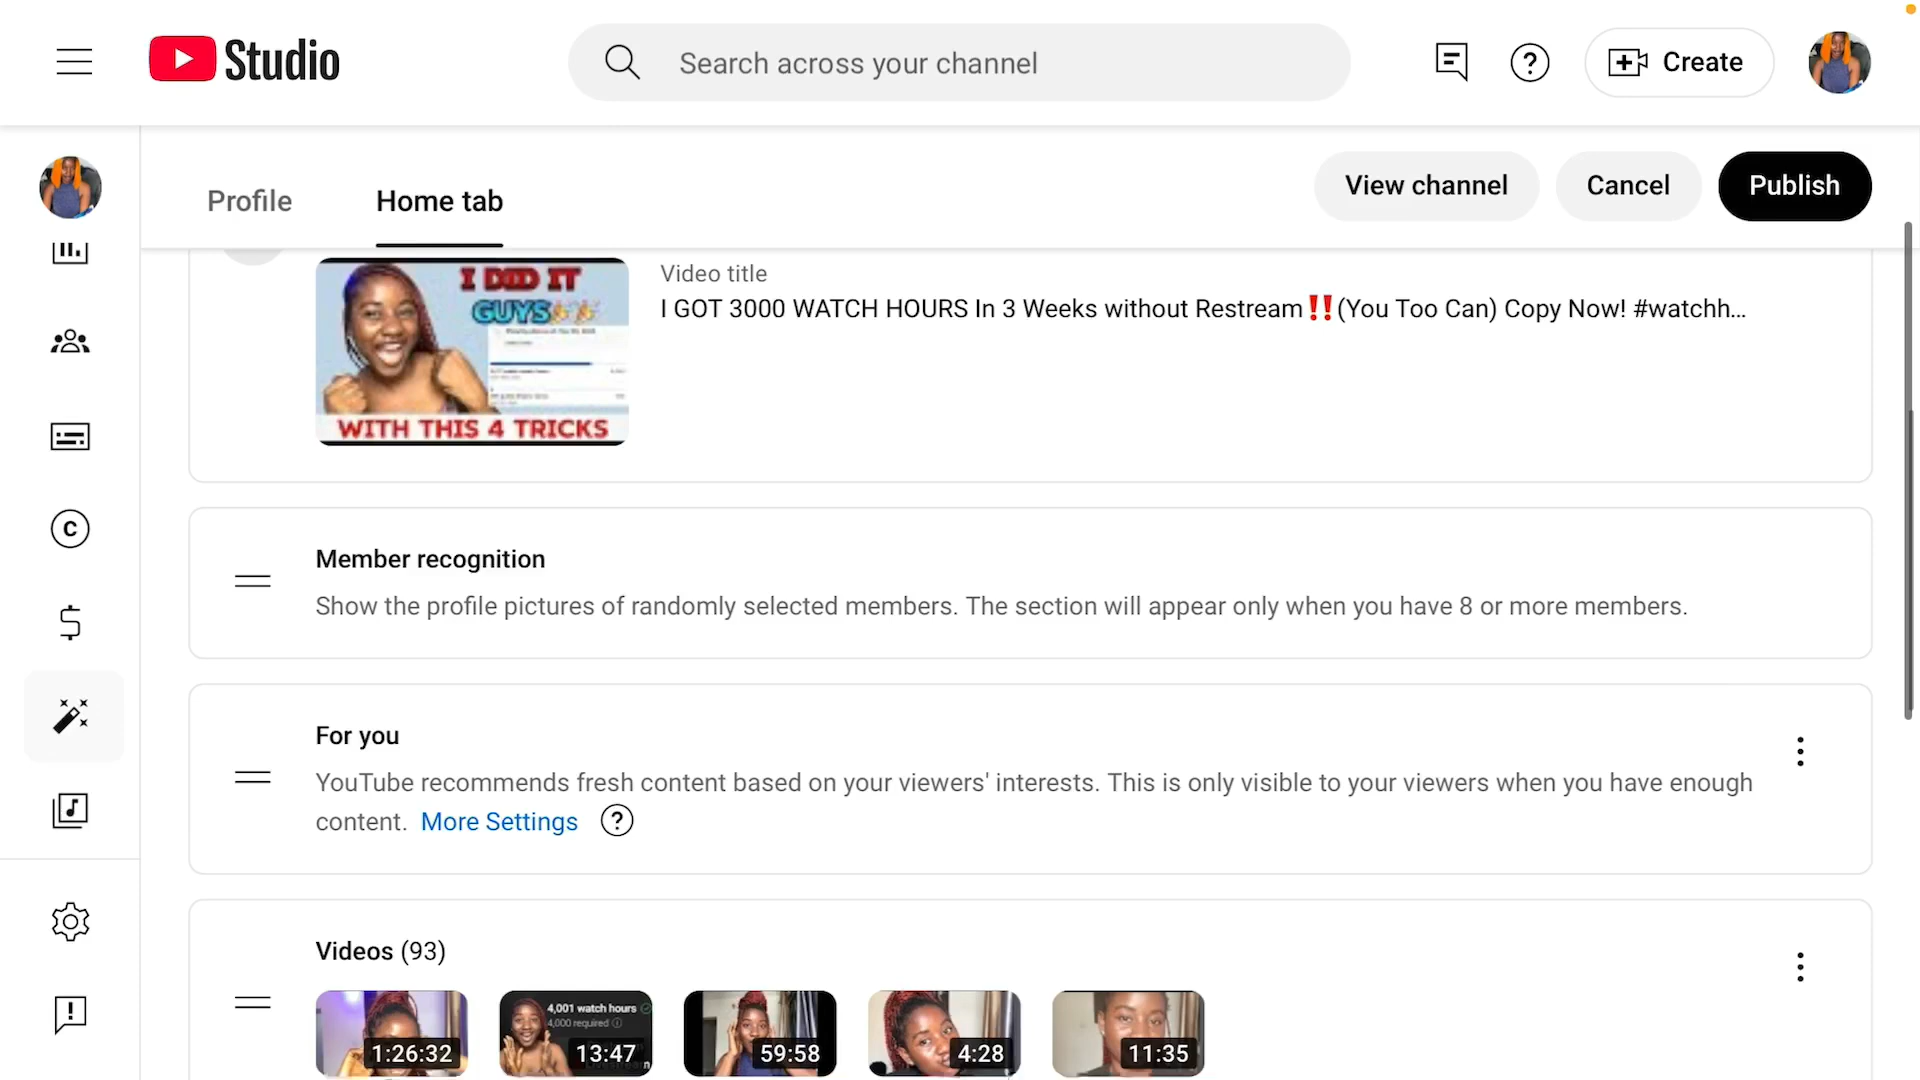 Studio
Search across your channel
Create
Profile
Home tab
View channel
Cancel
Publish
I DID IT
GUYS🎉🎉
WITH THIS 4 TRICKS
Video title
I GOT 3000 WATCH HOURS In 3 Weeks without Restream‼️(You Too Can) Copy Now! #watchh...
Member recognition
Show the profile pictures of randomly selected members. The section will appear only when you have 8 or more members.
For you
YouTube recommends fresh content based on your viewers' interests. This is only visible to your viewers when you have enough
content. More Settings
Videos (93)
1:26:32
4,001 watch hours
4,000 required
13:47
59:58
4:28
11:35